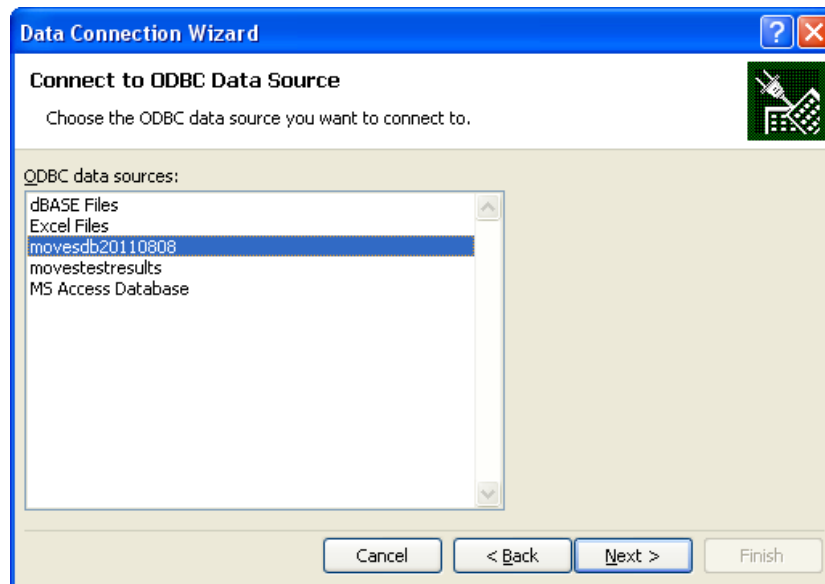 Data Connection Wizard
Connect to ODBC Data Source
Choose the ODBC data source you want to connect to.
ODBC data sources:
dBASE Files
Excel Files
movesdb20110808
movestestresults
MS Access Database
Cancel
< Back
Next >
Finish